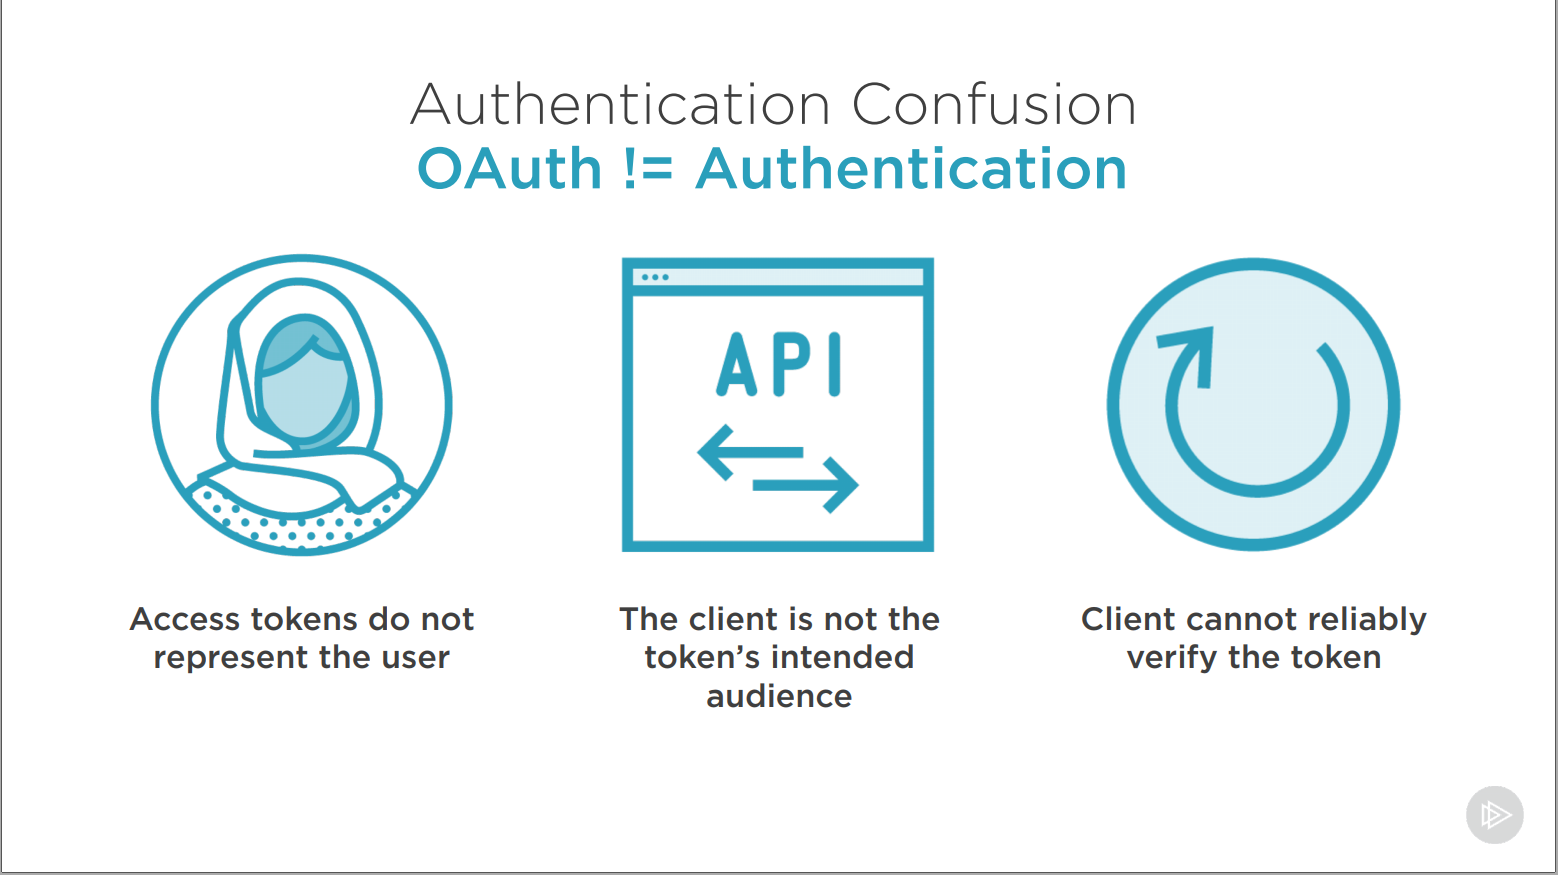 Authentication Confusion
OAuth != Authentication
API
Access tokens do not
represent the user
The client is not the
token’s intended
audience
Client cannot reliably
verify the token